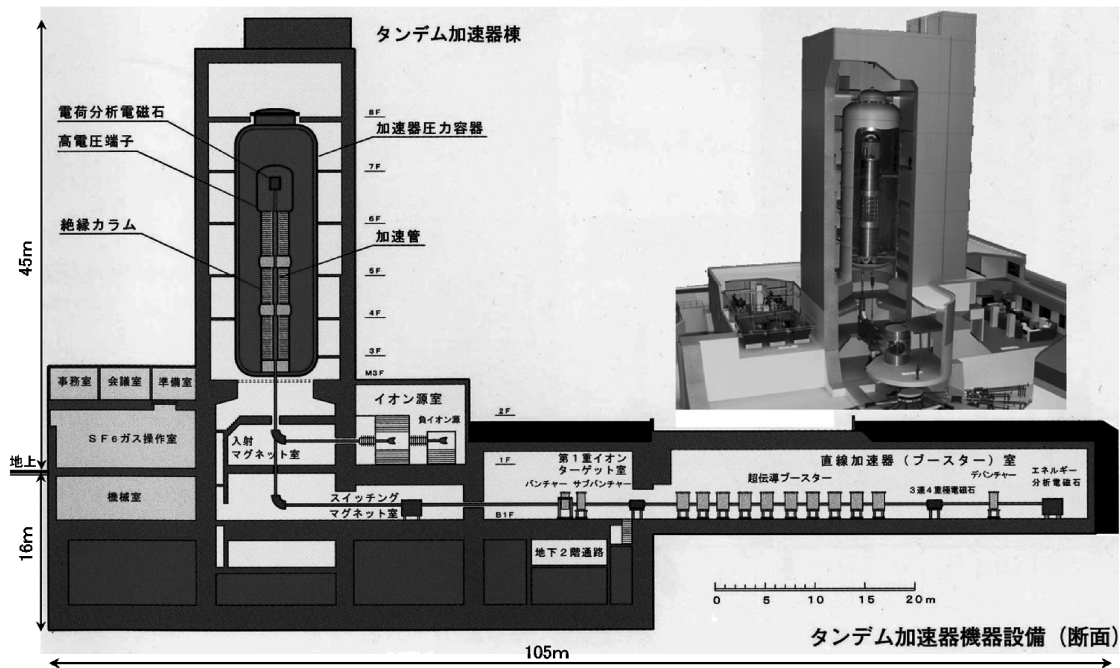 タンデム加速器棟
電荷分析電磁石
高電圧端子
絶縁カラム
加速器圧力容器
加速管
8F
7F
6F
5F
4F
3F
M3F
2F
1F
B1F
45m
16m
地上
事務室
会議室
準備室
SF6ガス操作室
機械室
イオン源室
負イオン源
入射
マグネット室
スイッチング
マグネット室
第1重イオン
ターゲット室
バンチャー
サブバンチャー
直線加速器(ブースター)室
超伝導ブースター
3連4重極電磁石
デバンチャー
エネルギー
分析電磁石
地下2階通路
0 5 10 15 20m
タンデム加速器機器設備(断面)
105m